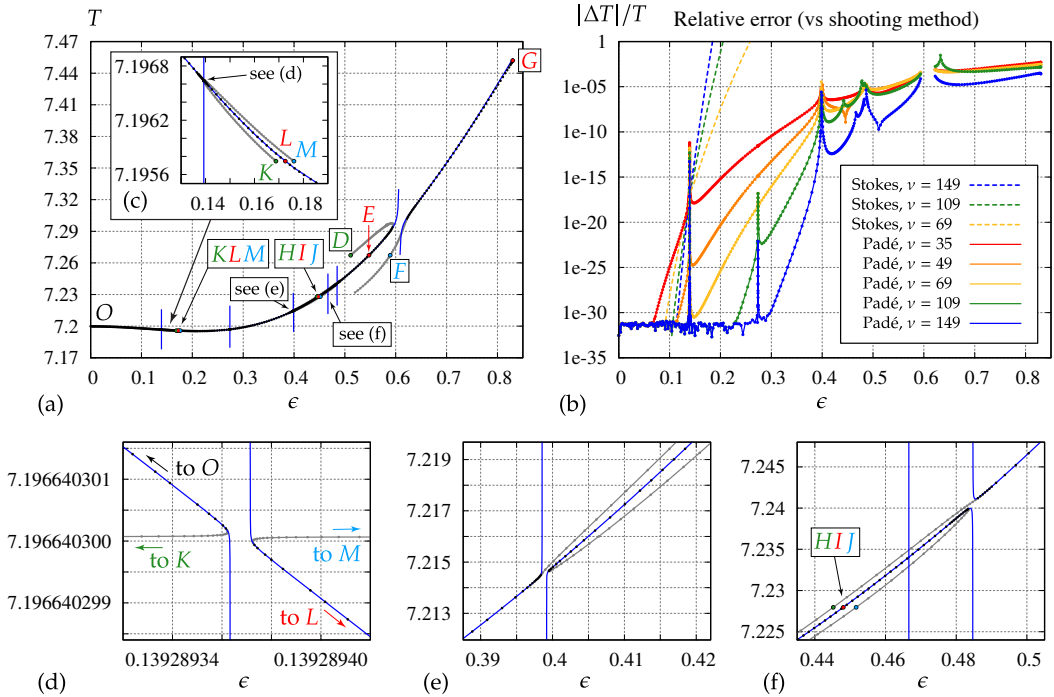 T
7.47
7.44
7.41
7.38
7.35
7.32
7.29
7.26
7.23
7.2
7.17
0 0.1 0.2 0.3 0.4 0.5 0.6 0.7 0.8
(a) ϵ
7.1968
7.1962
7.1956
0.14 0.16 0.18
(c)
see (d)
L
M
K
G
E
D
F
KLM
HIJ
O
see (e)
see (f)
|ΔT|/T
Relative error (vs shooting method)
1
1e-05
1e-10
1e-15
1e-20
1e-25
1e-30
1e-35
0 0.1 0.2 0.3 0.4 0.5 0.6 0.7 0.8
(b) ϵ
Stokes, ν = 149
Stokes, ν = 109
Stokes, ν = 69
Padé, ν = 35
Padé, ν = 49
Padé, ν = 69
Padé, ν = 109
Padé, ν = 149
7.196640301
7.196640300
7.196640299
0.13928934 0.13928940
(d) ϵ
to O
to K
to M
to L
7.219
7.217
7.215
7.213
0.39 0.4 0.41 0.42
(e) ϵ
7.245
7.24
7.235
7.23
7.225
0.44 0.46 0.48 0.5
(f) ϵ
HIJ